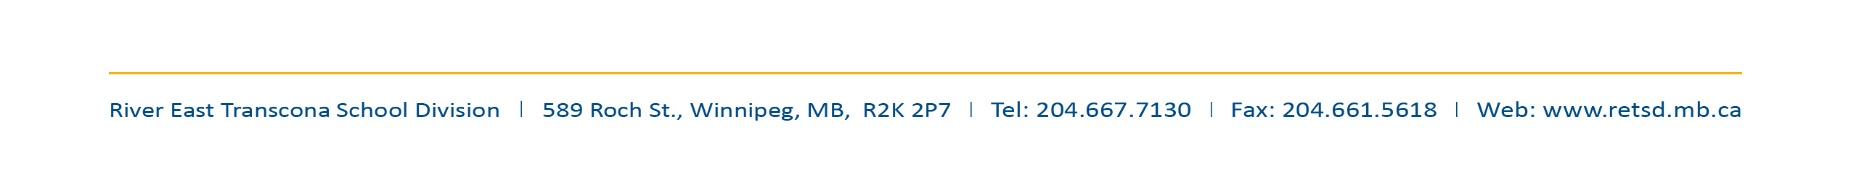 River East Transcona School Division | 589 Roch St., Winnipeg, MB,  R2K 2P7 | Tel: 204.667.7130 | Fax: 204.661.5618 | Web: www.retsd.mb.ca